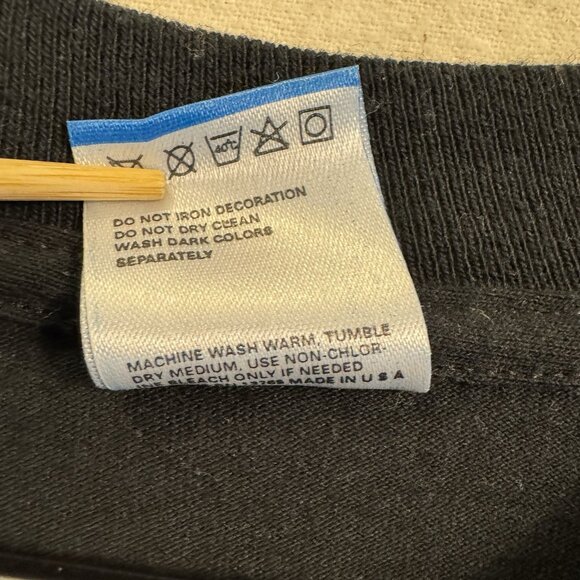 40°C
DO NOT IRON DECORATION
DO NOT DRY CLEAN
WASH DARK COLORS
SEPARATELY
MACHINE WASH WARM, TUMBLE
DRY MEDIUM, USE NON-CHLOR-
BLEACH ONLY IF NEEDED
MADE IN U S A